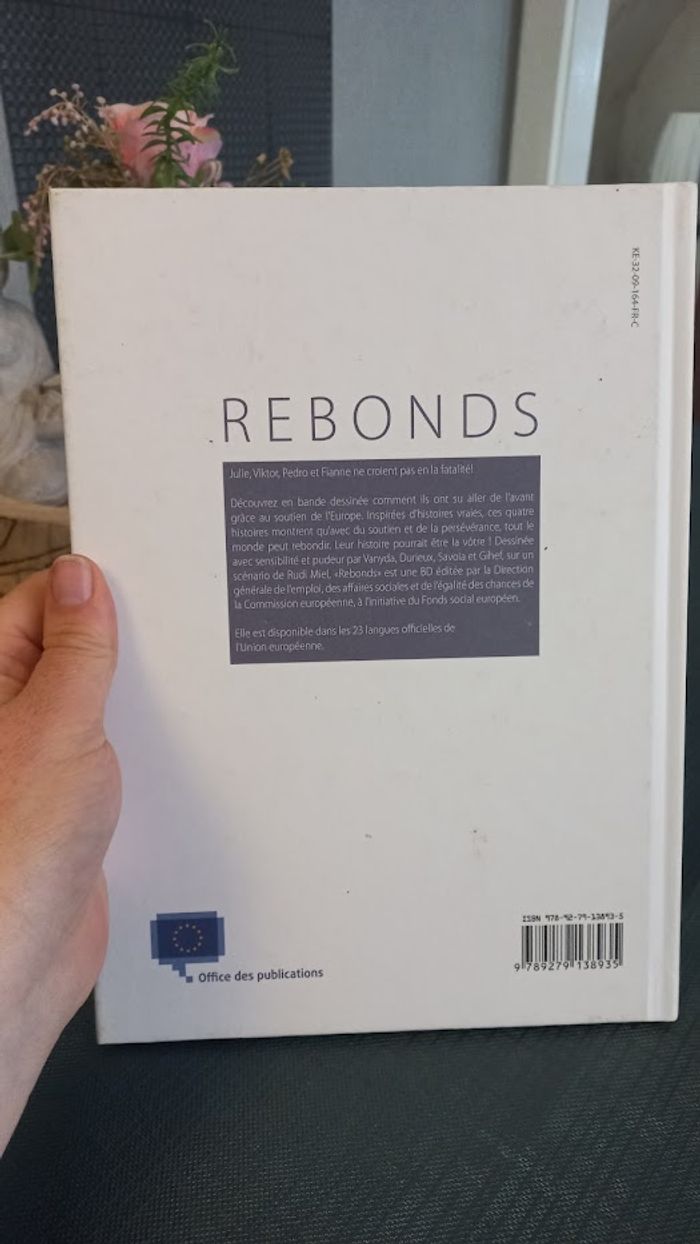 KE-32-09-164-FR-C
REBONDS
Julie, Viktor, Pedro et Fianne ne croient pas en la fatalité!
Découvrez en bande dessinée comment ils ont su aller de l'avant
grâce au soutien de l'Europe. Inspirées d'histoires vraies, ces quatre
histoires montrent qu'avec du soutien et de la persévérance, tout le
monde peut rebondir. Leur histoire pourrait être la vôtre ! Dessinée
avec sensibilité et pudeur par Vanyda, Durieux, Savoia et Gihef, sur un
scénario de Rudi Miel, «Rebonds» est une BD éditée par la Direction
générale de l'emploi, des affaires sociales et de l'égalité des chances de
la Commission européenne, à l'initiative du Fonds social européen.
Elle est disponible dans les 23 langues officielles de
l'Union européenne.
Office des publications
ISBN 978-92-79-13893-5
9 789279 138935